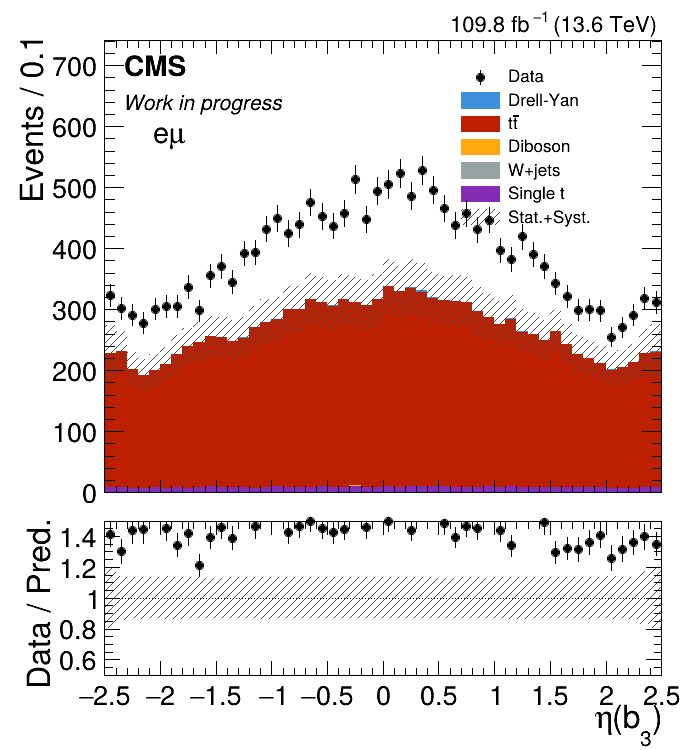 109.8 fb⁻¹ (13.6 TeV)
Events / 0.1
700
600
500
400
300
200
100
0
CMS
Work in progress
eμ
Data
Drell-Yan
tt̄
Diboson
W+jets
Single t
Stat.+Syst.
Data / Pred.
1.4
1.2
1
0.8
0.6
−2.5 −2 −1.5 −1 −0.5 0 0.5 1 1.5 2 2.5
η(b₃)